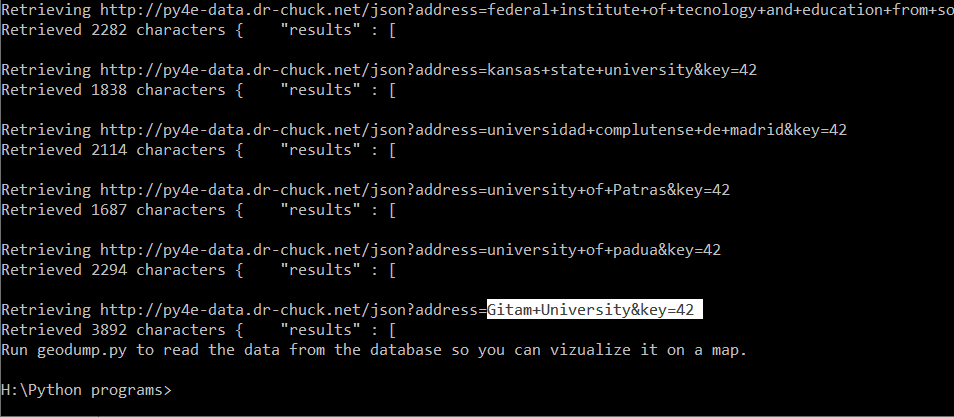 Retrieving http://py4e-data.dr-chuck.net/json?address=federal+institute+of+tecnology+and+education+from+so
Retrieved 2282 characters {    "results" : [
Retrieving http://py4e-data.dr-chuck.net/json?address=kansas+state+university&key=42
Retrieved 1838 characters {    "results" : [
Retrieving http://py4e-data.dr-chuck.net/json?address=universidad+complutense+de+madrid&key=42
Retrieved 2114 characters {    "results" : [
Retrieving http://py4e-data.dr-chuck.net/json?address=university+of+Patras&key=42
Retrieved 1687 characters {    "results" : [
Retrieving http://py4e-data.dr-chuck.net/json?address=university+of+padua&key=42
Retrieved 2294 characters {    "results" : [
Retrieving http://py4e-data.dr-chuck.net/json?address=Gitam+University&key=42
Retrieved 3892 characters {    "results" : [
Run geodump.py to read the data from the database so you can vizualize it on a map.
H:\Python programs>